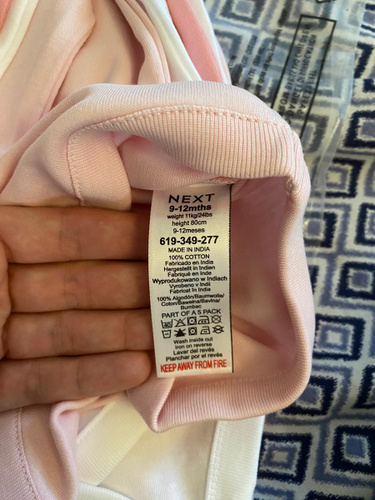 NEXT
9-12mths
weight 11kg/24lbs
height 80cm
9-12meses
619-349-277
MADE IN INDIA
100% COTTON
Fabricado en India
Hergestellt in Indien
Fabriqué en Inde
Wyprodukowano w Indiach
Vyrobeno v Indii
Fabricat în India
100% Algodón/Baumwolle/
Coton/Bawełna/Bavlna/
Bumbac
PART OF A 5 PACK
Wash inside out
Iron on reverse
Lavar del revés
Planchar por el revés
KEEP AWAY FROM FIRE